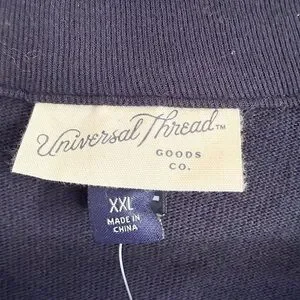 Universal Thread™
GOODS
CO.
XXL
MADE IN
CHINA